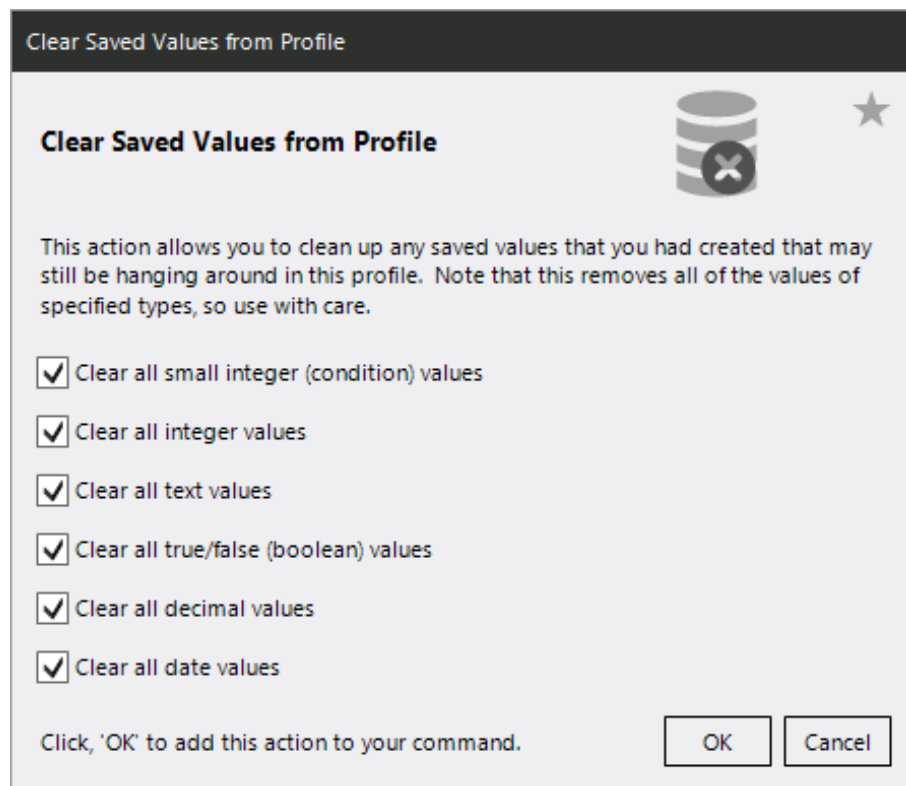 Clear Saved Values from Profile
Clear Saved Values from Profile
This action allows you to clean up any saved values that you had created that may
still be hanging around in this profile.  Note that this removes all of the values of
specified types, so use with care.
Clear all small integer (condition) values
Clear all integer values
Clear all text values
Clear all true/false (boolean) values
Clear all decimal values
Clear all date values
Click, 'OK' to add this action to your command.
OK
Cancel